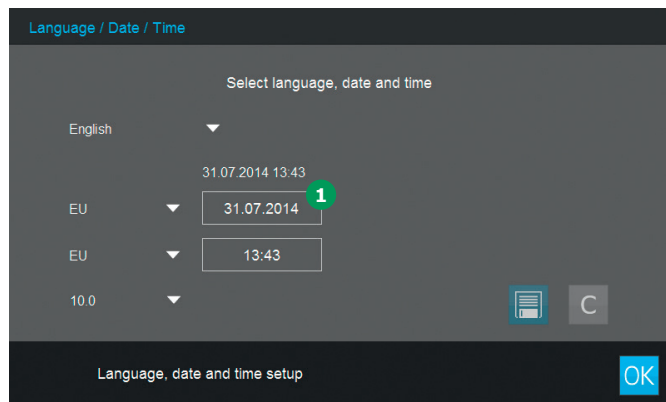 Language / Date / Time
Select language, date and time
English
31.07.2014 13:43
EU 31.07.2014 1
EU 13:43
10.0
C
Language, date and time setup OK